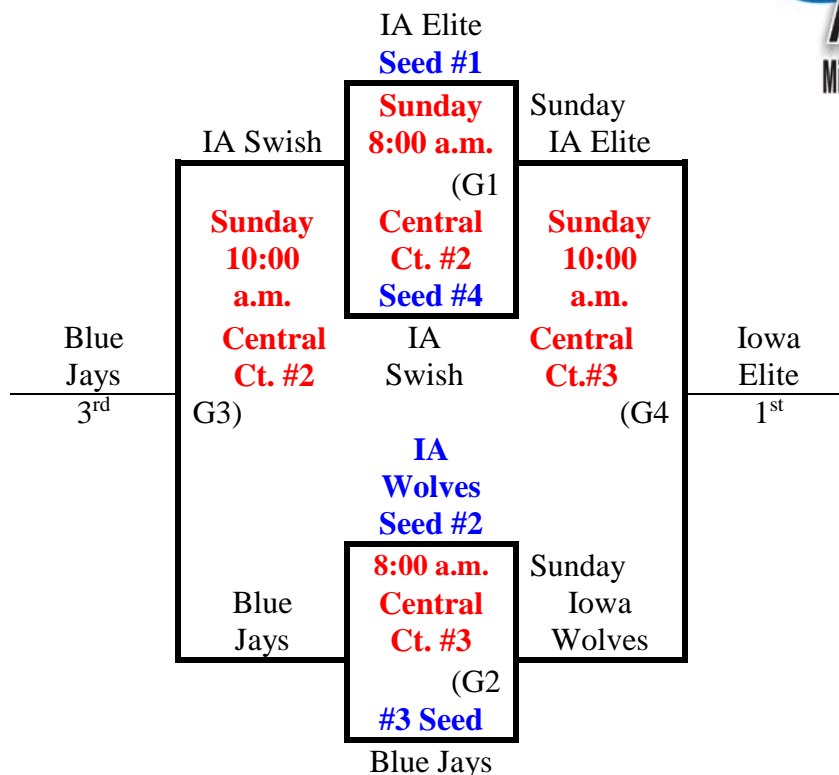 IA Elite
Seed #1
Sunday
8:00 a.m.
Sunday
IA Swish
IA Elite
(G1
Sunday
10:00
a.m.
Central
Ct. #2
Seed #4
Sunday
10:00
a.m.
Blue
Jays
3rd
Central
Ct. #2
G3)
IA
Swish
Central
Ct.#3
(G4
Iowa
Elite
1st
IA
Wolves
Seed #2
8:00 a.m.
Sunday
Blue
Jays
Central
Ct. #3
Iowa
Wolves
(G2
#3 Seed
Blue Jays